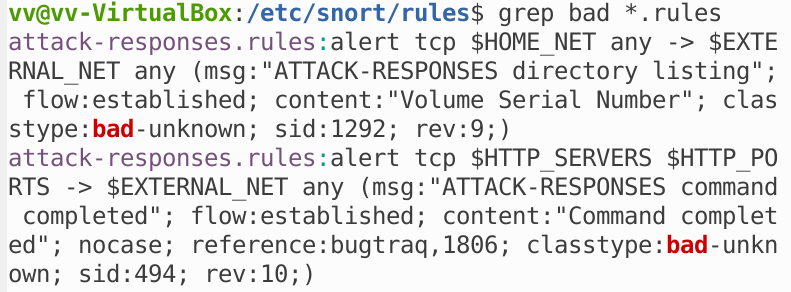 vv@vv-VirtualBox:/etc/snort/rules$ grep bad *.rules
attack-responses.rules:alert tcp $HOME_NET any -> $EXTE
RNAL_NET any (msg:"ATTACK-RESPONSES directory listing";
 flow:established; content:"Volume Serial Number"; clas
stype:bad-unknown; sid:1292; rev:9;)
attack-responses.rules:alert tcp $HTTP_SERVERS $HTTP_PO
RTS -> $EXTERNAL_NET any (msg:"ATTACK-RESPONSES command
 completed"; flow:established; content:"Command complet
ed"; nocase; reference:bugtraq,1806; classtype:bad-unkn
own; sid:494; rev:10;)